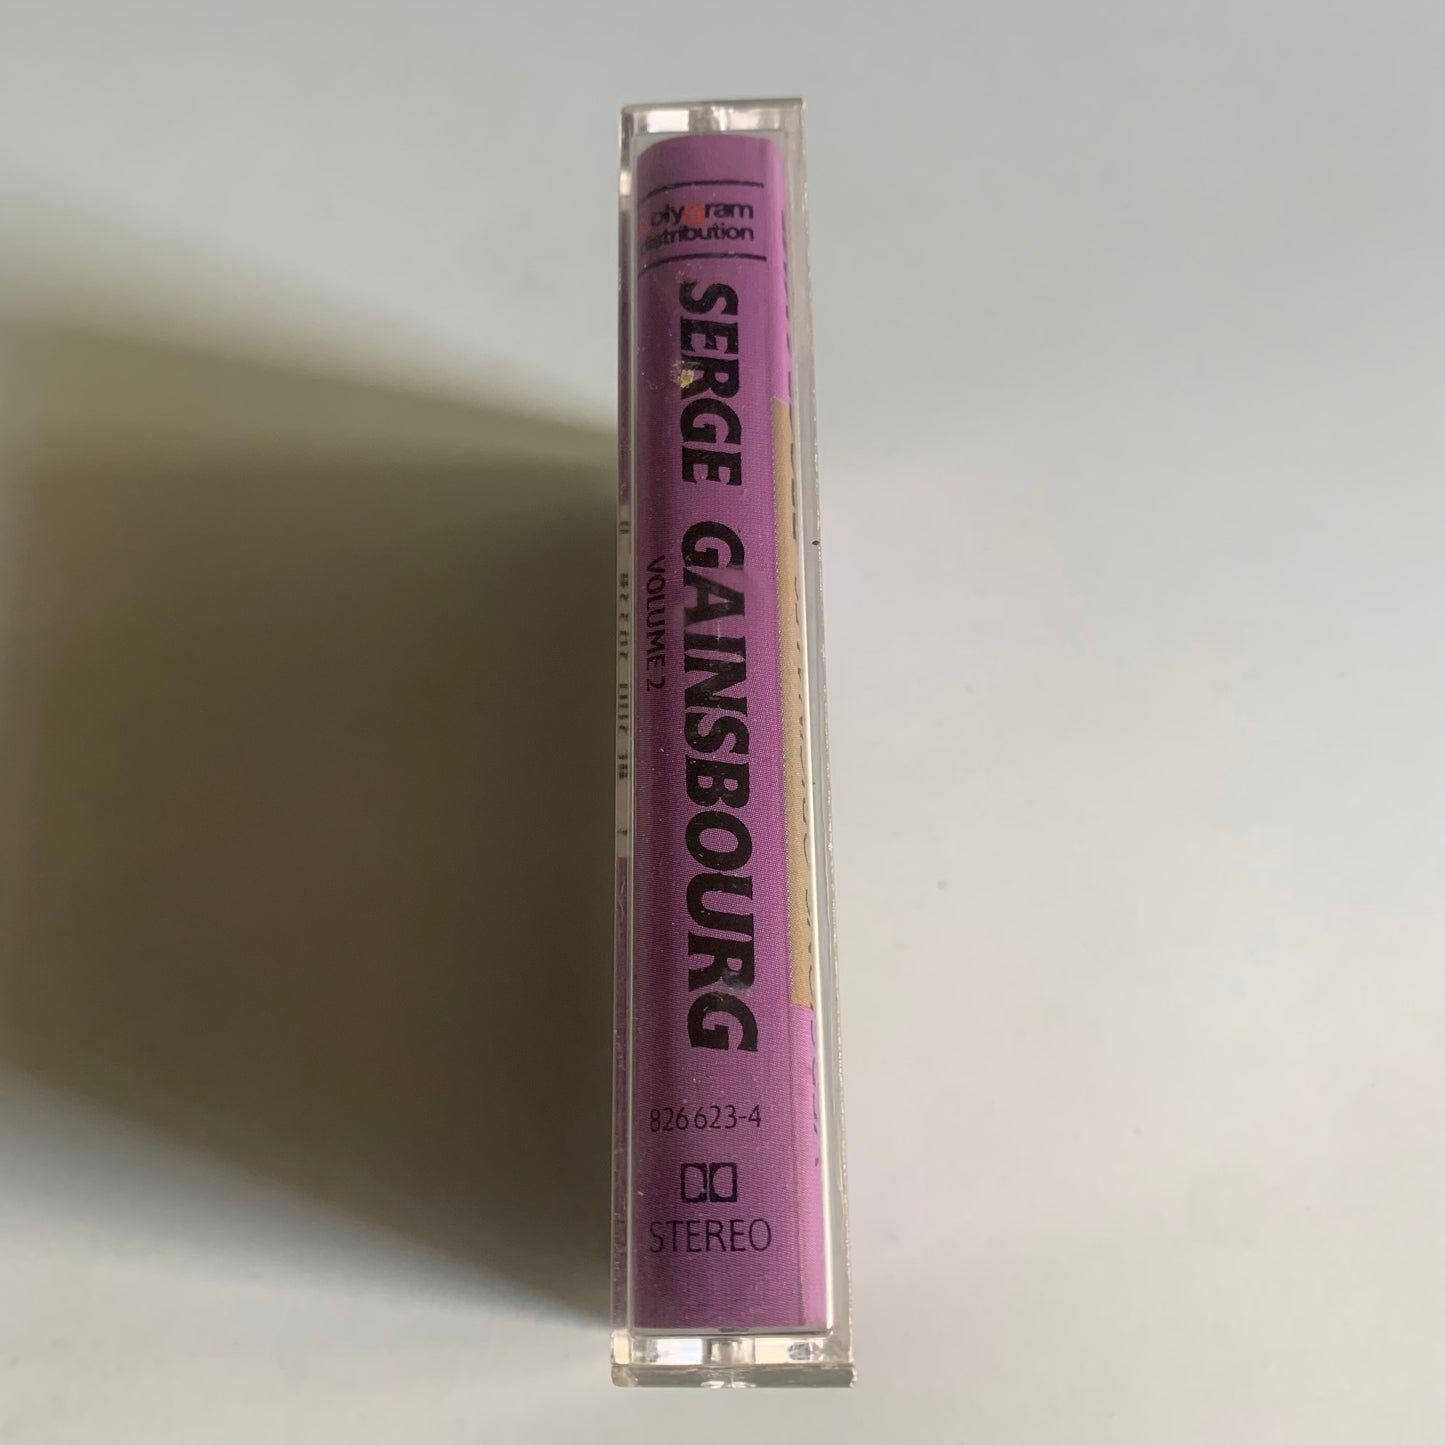 polyGram
distribution
SERGE GAINSBOURG
VOLUME 2
826 623-4
STEREO